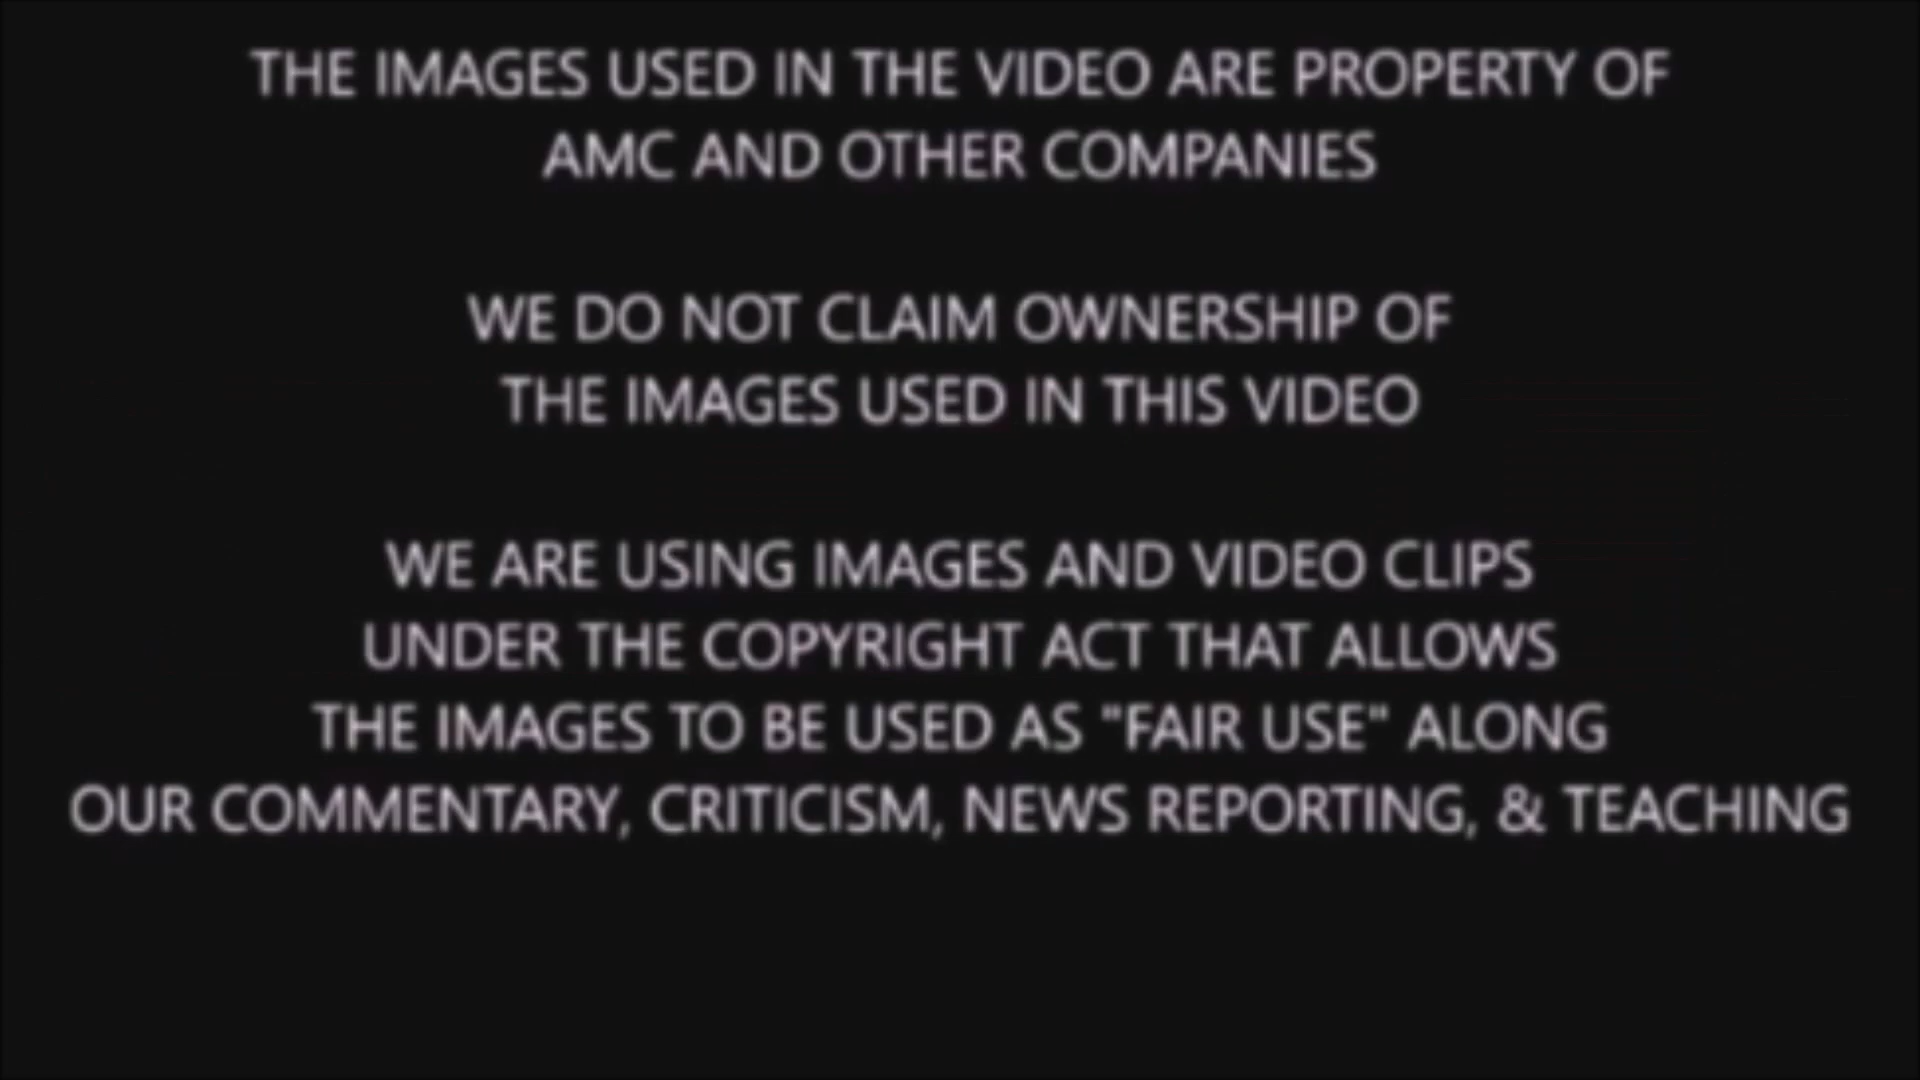 THE IMAGES USED IN THE VIDEO ARE PROPERTY OF
AMC AND OTHER COMPANIES
WE DO NOT CLAIM OWNERSHIP OF
THE IMAGES USED IN THIS VIDEO
WE ARE USING IMAGES AND VIDEO CLIPS
UNDER THE COPYRIGHT ACT THAT ALLOWS
THE IMAGES TO BE USED AS "FAIR USE" ALONG
OUR COMMENTARY, CRITICISM, NEWS REPORTING, & TEACHING